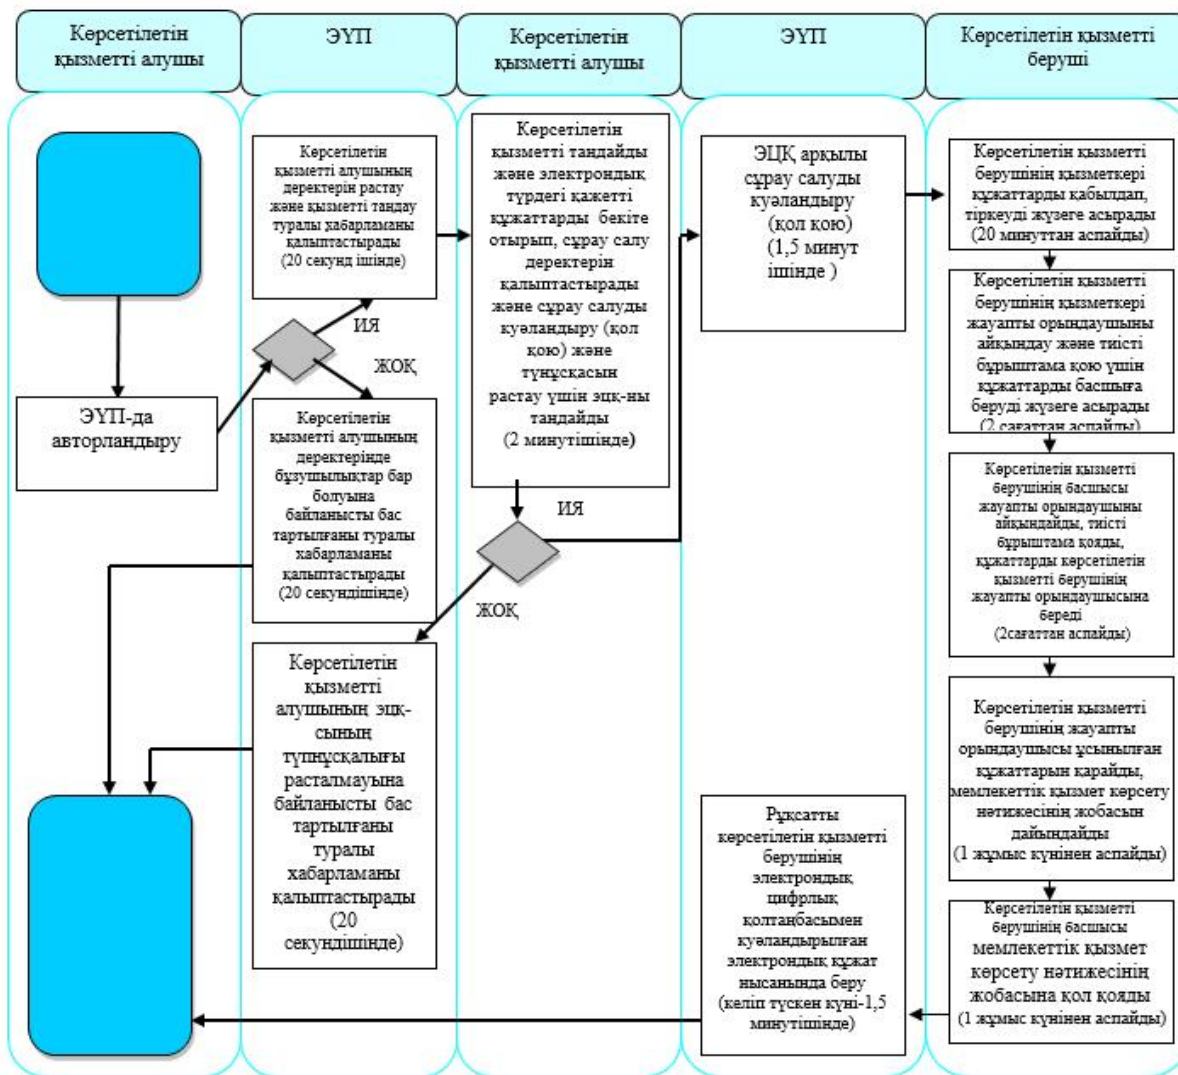 Көрсетілетін
қызметті алушы
ЭҮП
Көрсетілетін
қызметті алушы
ЭҮП
Көрсетілетін қызметті
беруші
ЭҮП-да
авторландыру
Көрсетілетін
қызметті алушының
деректерін растау
және қызметті таңдау
туралы хабарламаны
қалыптастырады
(20 секунд ішінде)
ИЯ
ЖОҚ
Көрсетілетін
қызметті алушының
деректерінде
бұзушылықтар бар
болуына
байланысты бас
тартылғаны туралы
хабарламаны
қалыптастырады
(20 секундішінде)
Көрсетілетін
қызметті
алушының эцқ-
сының
түпнұсқалығы
расталмауына
байланысты бас
тартылғаны
туралы
хабарламаны
қалыптастырады
(20
секундішінде)
Көрсетілетін
қызметті таңдайды
және электрондық
түрдегі қажетті
құжаттарды бекіте
отырып, сұрау салу
деректерін
қалыптастырады
және сұрау салуды
куәландыру (қол
қою) және
түнұсқасын
растау үшін эцқ-ны
таңдайды
(2 минутішінде)
ИЯ
ЖОҚ
ЭЦҚ арқылы
сұрау салуды
куәландыру
(қол қою)
(1,5 минут
ішінде )
Рұқсатты
көрсетілетін қызметті
берушінің
электрондық
цифрлық
қолтаңбасымен
куәландырылған
электрондық құжат
нысанында беру
(келіп түскен күні-1,5
минутішінде)
Көрсетілетін қызметті
берушінің қызметкері
құжаттарды қабылдап,
тіркеуді жүзеге асырады
(20 минуттан аспайды)
Көрсетілетін қызметті
берушінің қызметкері
жауапты орындаушыны
айқындау және тиісті
бұрыштама қою үшін
құжаттарды басшыға
беруді жүзеге асырады
(2 сағаттан аспайды)
Көрсетілетін қызметті
берушінің басшысы
жауапты орындаушыны
айқындайды, тиісті
бұрыштама қояды,
құжаттарды көрсетілетін
қызметті берушінің
жауапты орындаушысына
береді
(2сағаттан аспайды)
Көрсетілетін қызметті
берушінің жауапты
орындаушысы ұсынылған
құжаттарын қарайды,
мемлекеттік қызмет көрсету
нәтижесінің жобасын
дайындайды
(1 жұмыс күнінен аспайды)
Көрсетілетін қызметті
берушінің басшысы
мемлекеттік қызмет
көрсету нәтижесінің
жобасына қол қояды
(1 жұмыс күнінен аспайды)